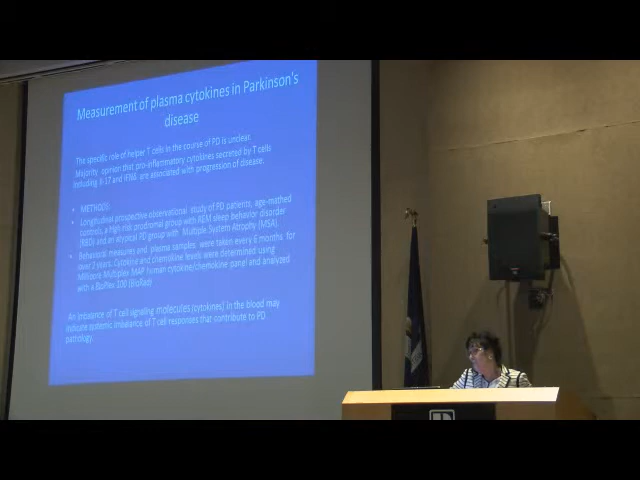 Measurement of plasma cytokines in Parkinson's
disease
The specific role of helper T cells in the course of PD is unclear.
Majority opinion that pro-inflammatory cytokines secreted by T cells
including Il-17 and IFNλ are associated with progression of disease.
• METHODS:
• Longitudinal prospective observational study of PD patients, age-mathed
controls, a high risk prodromal group with REM sleep behavior disorder
(RBD) and an atypical PD group with Multiple System Atrophy (MSA).
• Behavioral measures and plasma samples were taken every 6 months for
over 2 years. Cytokine and chemokine levels were determined using
Multiplex MAP human cytokine/chemokine panel and analyzed
with a BioPlex 100 (BioRad)
An imbalance of T cell signaling molecules (cytokines) in the blood may
indicate systemic imbalance of T cell responses that contribute to PD
pathology.